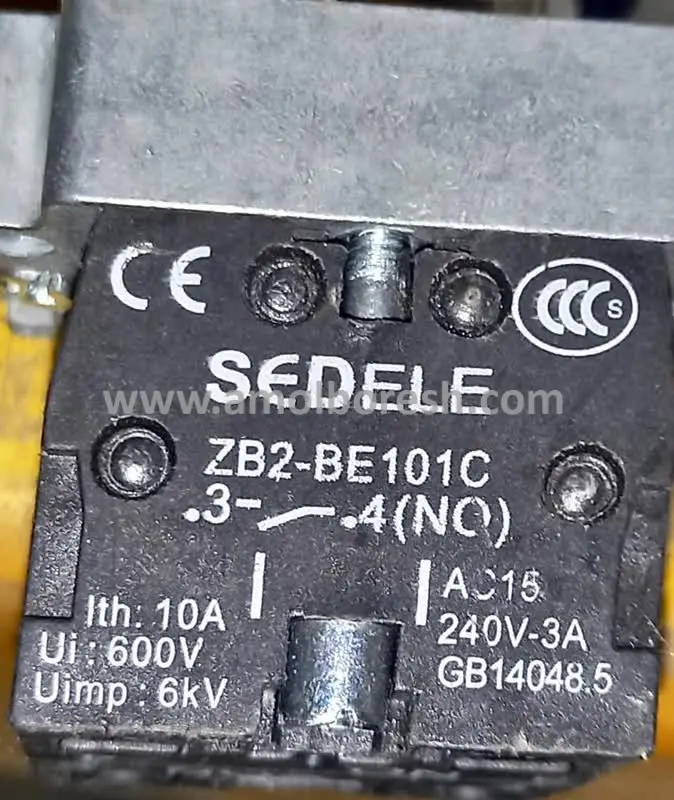 CE
CCC S
SEDELE
www.amolboresh.com
ZB2-BE101C
.3- .4(NO)
Ith: 10A
Ui : 600V
Uimp : 6kV
AC15
240V-3A
GB14048.5